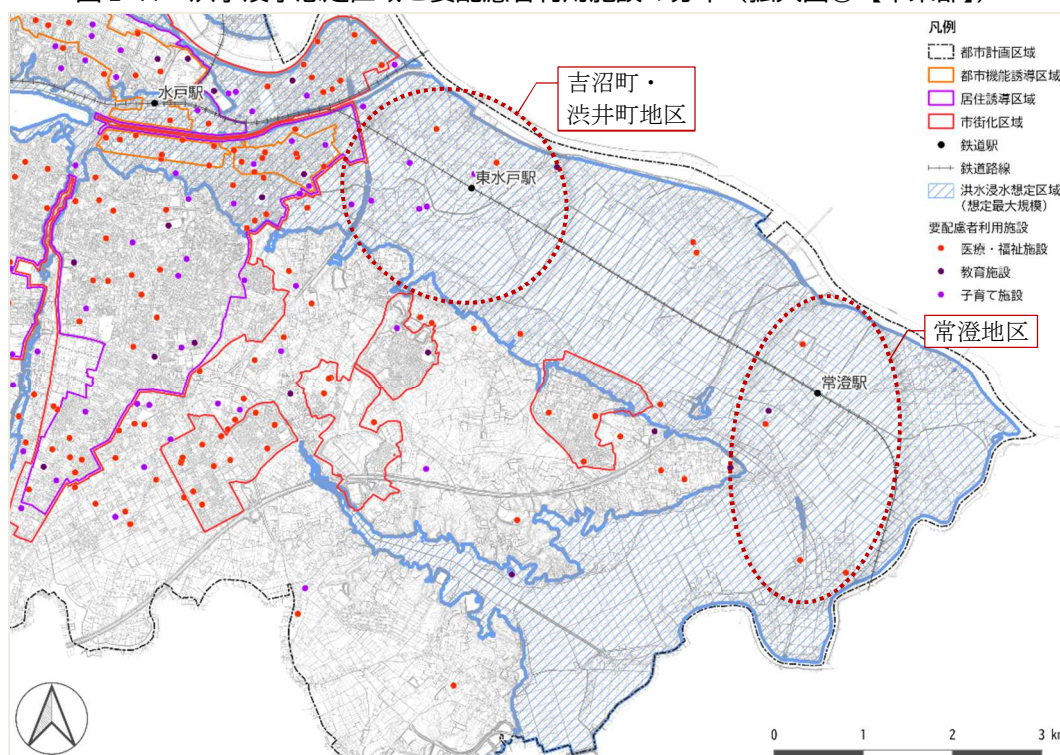 水戸駅
吉沼町・
渋井町地区
東水戸駅
常澄地区
常澄駅
凡例
都市計画区域
都市機能誘導区域
居住誘導区域
市街化区域
鉄道駅
鉄道路線
洪水浸水想定区域
（想定最大規模）
要配慮者利用施設
医療・福祉施設
教育施設
子育て施設
0 1 2 3 km